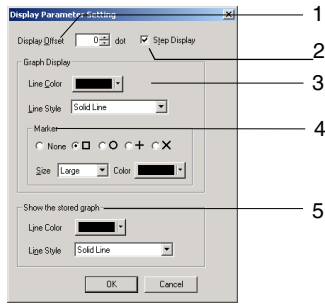 Display Parameter Setting
1
Display Offset 0 dot Step Display
2
Graph Display
Line Color
3
Line Style Solid Line
Marker
4
None
Size Large Color
Show the stored graph
5
Line Color
Line Style Solid Line
OK Cancel